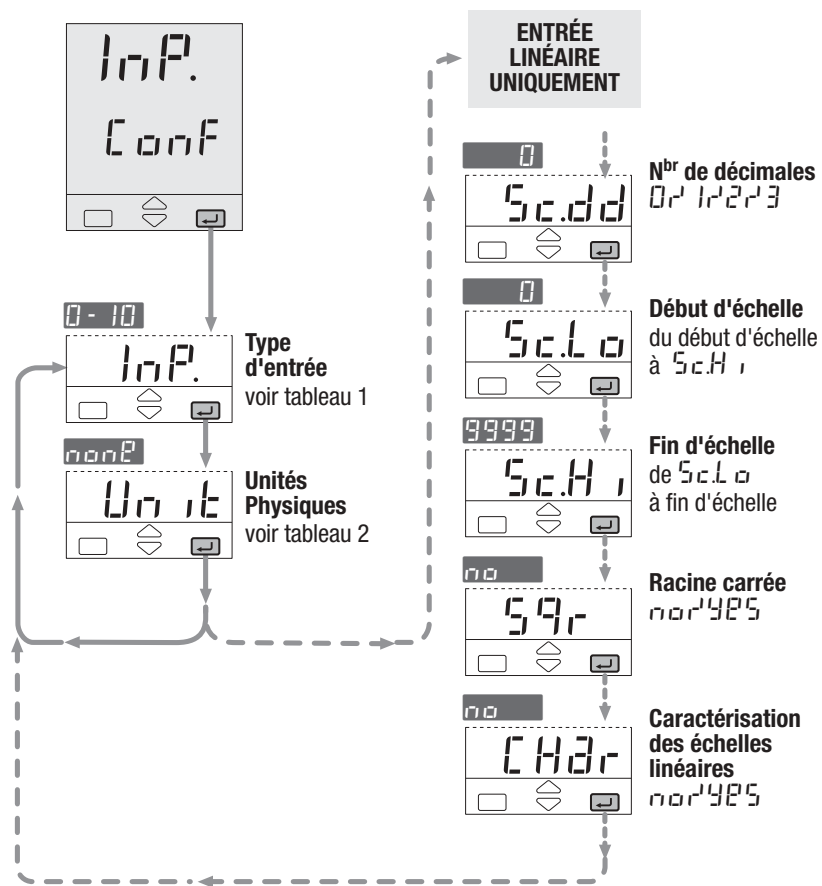 InP.
ConF
0-10
InP.
Type
d'entrée
voir tableau 1
nonE
Unit
Unités
Physiques
voir tableau 2
ENTRÉE
LINÉAIRE
UNIQUEMENT
0
Sc.dd
Nbr de décimales
0/1/2/3
0
Sc.Lo
Début d'échelle
du début d'échelle
à Sc.Hi
9999
Sc.Hi
Fin d'échelle
de Sc.Lo
à fin d'échelle
no
Sqr
Racine carrée
no/YES
no
CHAr
Caractérisation
des échelles
linéaires
no/YES